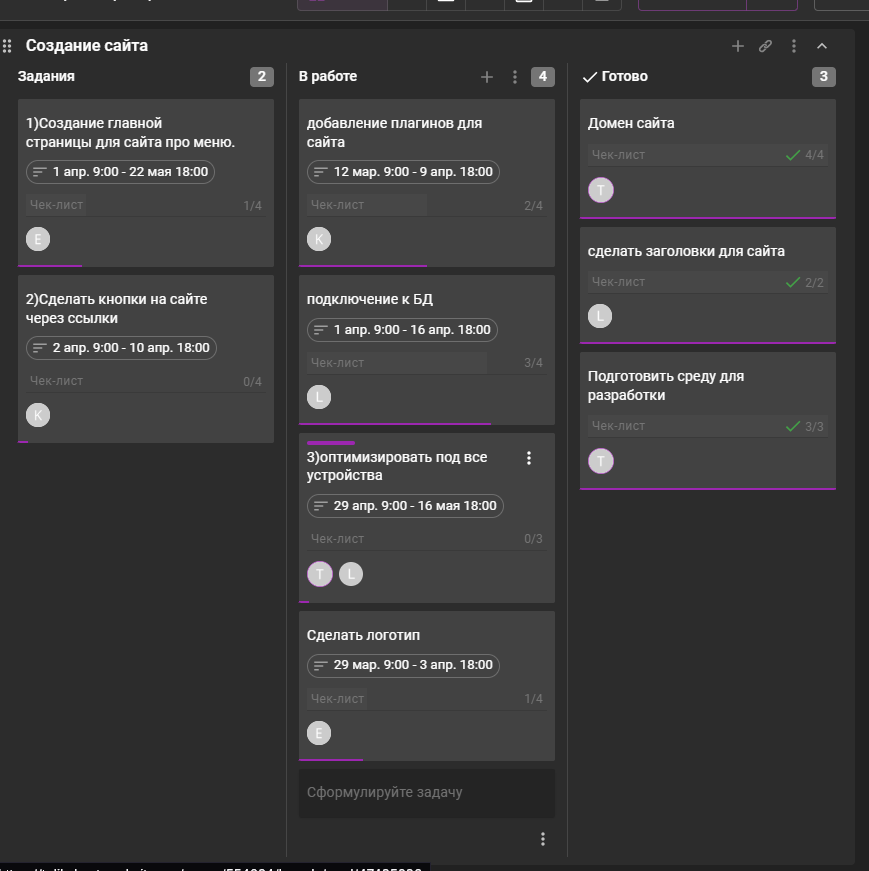 Создание сайта
Задания
2
1)Создание главной
страницы для сайта про меню.
1 апр. 9:00 - 22 мая 18:00
Чек-лист 1/4
E
2)Сделать кнопки на сайте
через ссылки
2 апр. 9:00 - 10 апр. 18:00
Чек-лист 0/4
K
В работе
4
добавление плагинов для
сайта
12 мар. 9:00 - 9 апр. 18:00
Чек-лист 2/4
K
подключение к БД
1 апр. 9:00 - 16 апр. 18:00
Чек-лист 3/4
L
3)оптимизировать под все
устройства
29 апр. 9:00 - 16 мая 18:00
Чек-лист 0/3
T L
Сделать логотип
29 мар. 9:00 - 3 апр. 18:00
Чек-лист 1/4
E
Сформулируйте задачу
Готово
3
Домен сайта
Чек-лист 4/4
T
сделать заголовки для сайта
Чек-лист 2/2
L
Подготовить среду для
разработки
Чек-лист 3/3
T